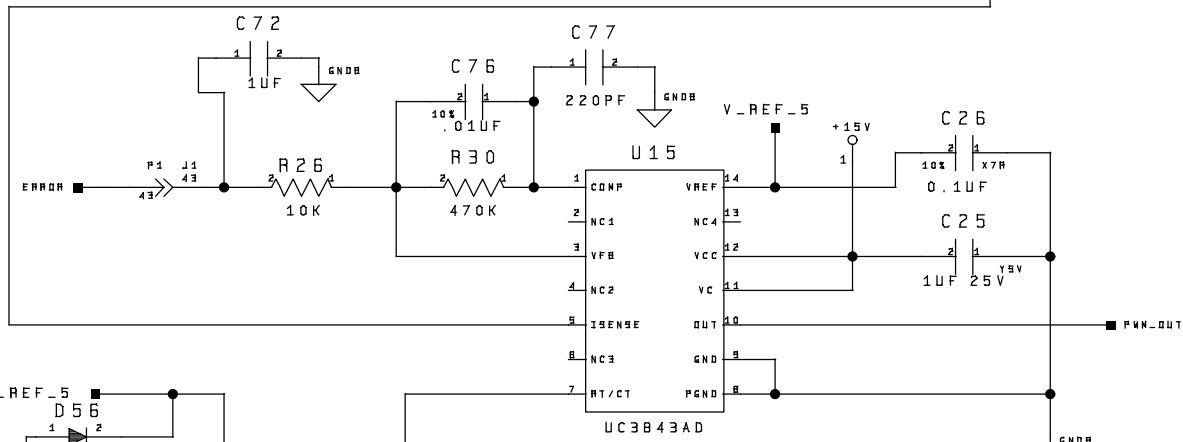 C72
1 2
GNDB
1UF
C77
1 2
GNDB
220PF
C76
2 1
10%
.01UF
V_REF_5
+15V
1
C26
2 1
10% X7R
0.1UF
P1 J1
43 43
ERROR
R26
2 1
10K
R30
2 1
470K
U15
1 COMP
2 NC1
3 VFB
4 NC2
5 ISENSE
6 NC3
7 RT/CT
VREF 14
NC4 13
VCC 12
VC 11
OUT 10
GND 9
PGND 8
UC3843AD
C25
2 1
Y5V
1UF 25V
PWM_OUT
_REF_5
D56
1 2
GNDB